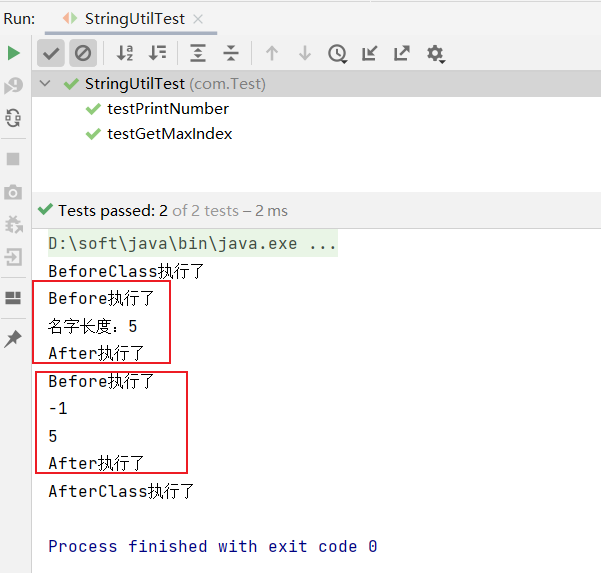 Run: StringUtilTest
StringUtilTest (com.Test)
testPrintNumber
testGetMaxIndex
Tests passed: 2 of 2 tests – 2 ms
D:\soft\java\bin\java.exe ...
BeforeClass执行了
Before执行了
名字长度：5
After执行了
Before执行了
-1
5
After执行了
AfterClass执行了
Process finished with exit code 0